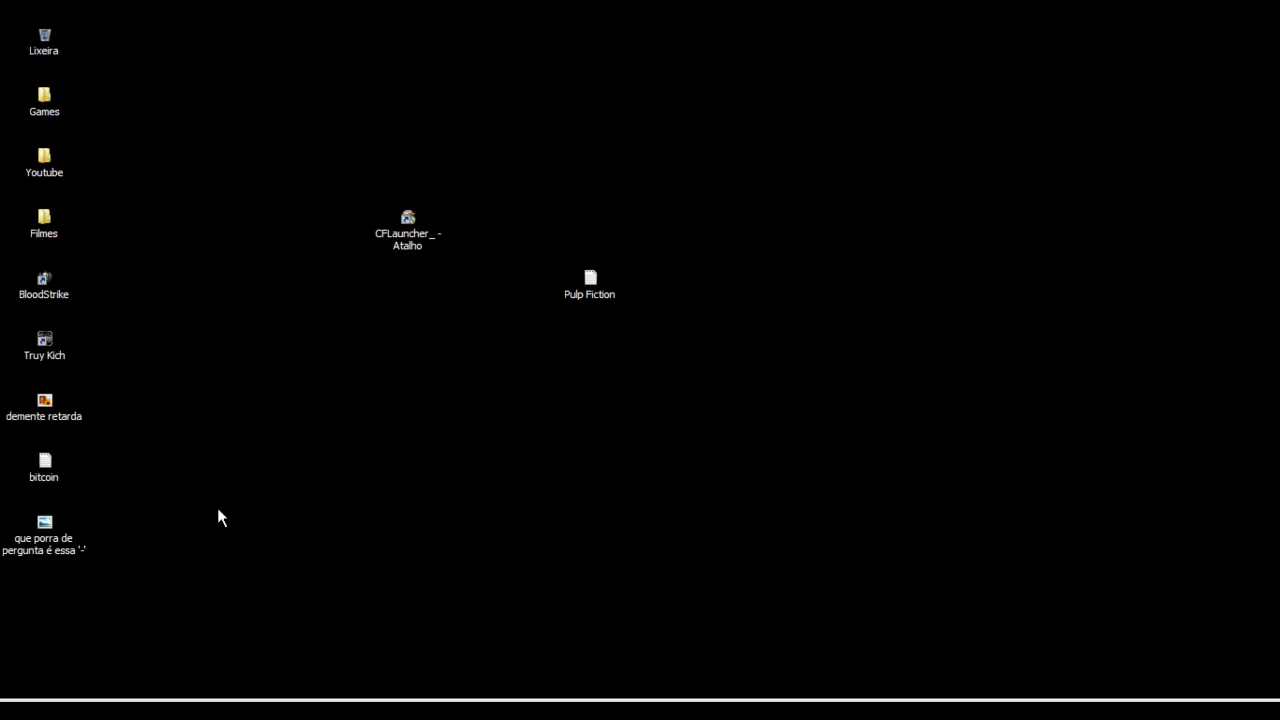 Lixeira
Games
Youtube
Filmes
CFLauncher_ -
Atalho
BloodStrike
Pulp Fiction
Truy Kich
demente retarda
bitcoin
que porra de
pergunta é essa '-'